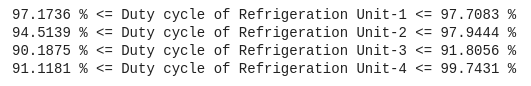 97.1736 % <= Duty cycle of Refrigeration Unit-1 <= 97.7083 %
94.5139 % <= Duty cycle of Refrigeration Unit-2 <= 97.9444 %
90.1875 % <= Duty cycle of Refrigeration Unit-3 <= 91.8056 %
91.1181 % <= Duty cycle of Refrigeration Unit-4 <= 99.7431 %